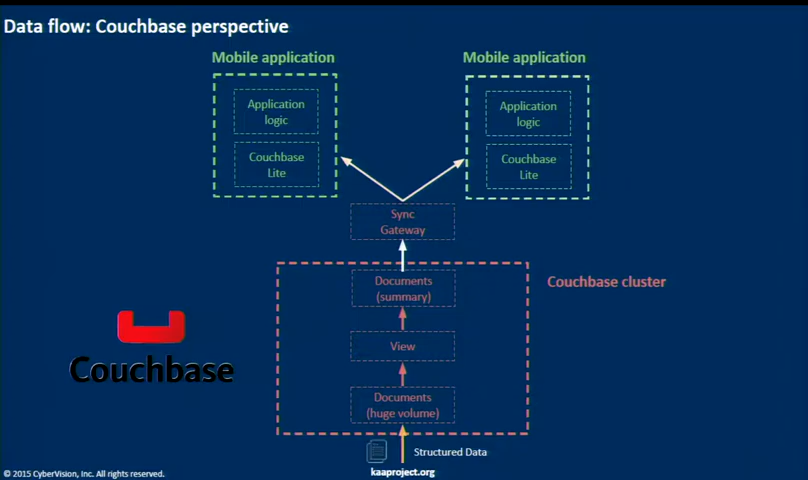 Data flow: Couchbase perspective
Mobile application
Mobile application
Application
logic
Couchbase
Lite
Application
logic
Couchbase
Lite
Sync
Gateway
Couchbase cluster
Documents
(summary)
View
Documents
(huge volume)
Couchbase
Structured Data
© 2015 CyberVision, Inc. All rights reserved.
kaaproject.org